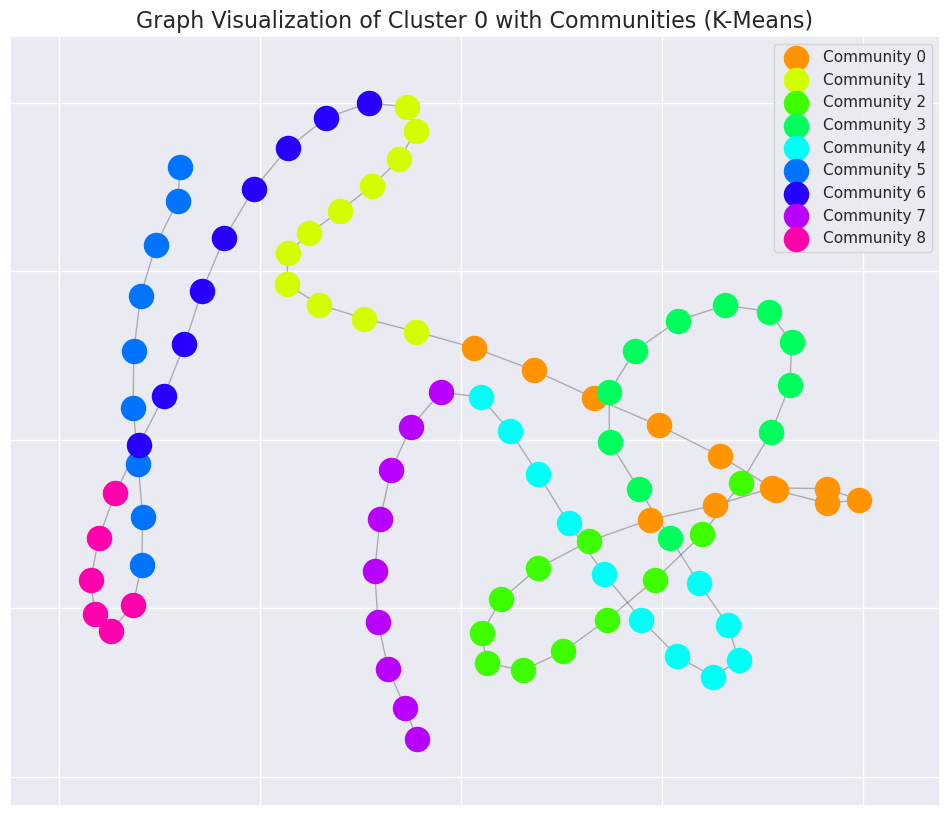 Graph Visualization of Cluster 0 with Communities (K-Means)
Community 0
Community 1
Community 2
Community 3
Community 4
Community 5
Community 6
Community 7
Community 8